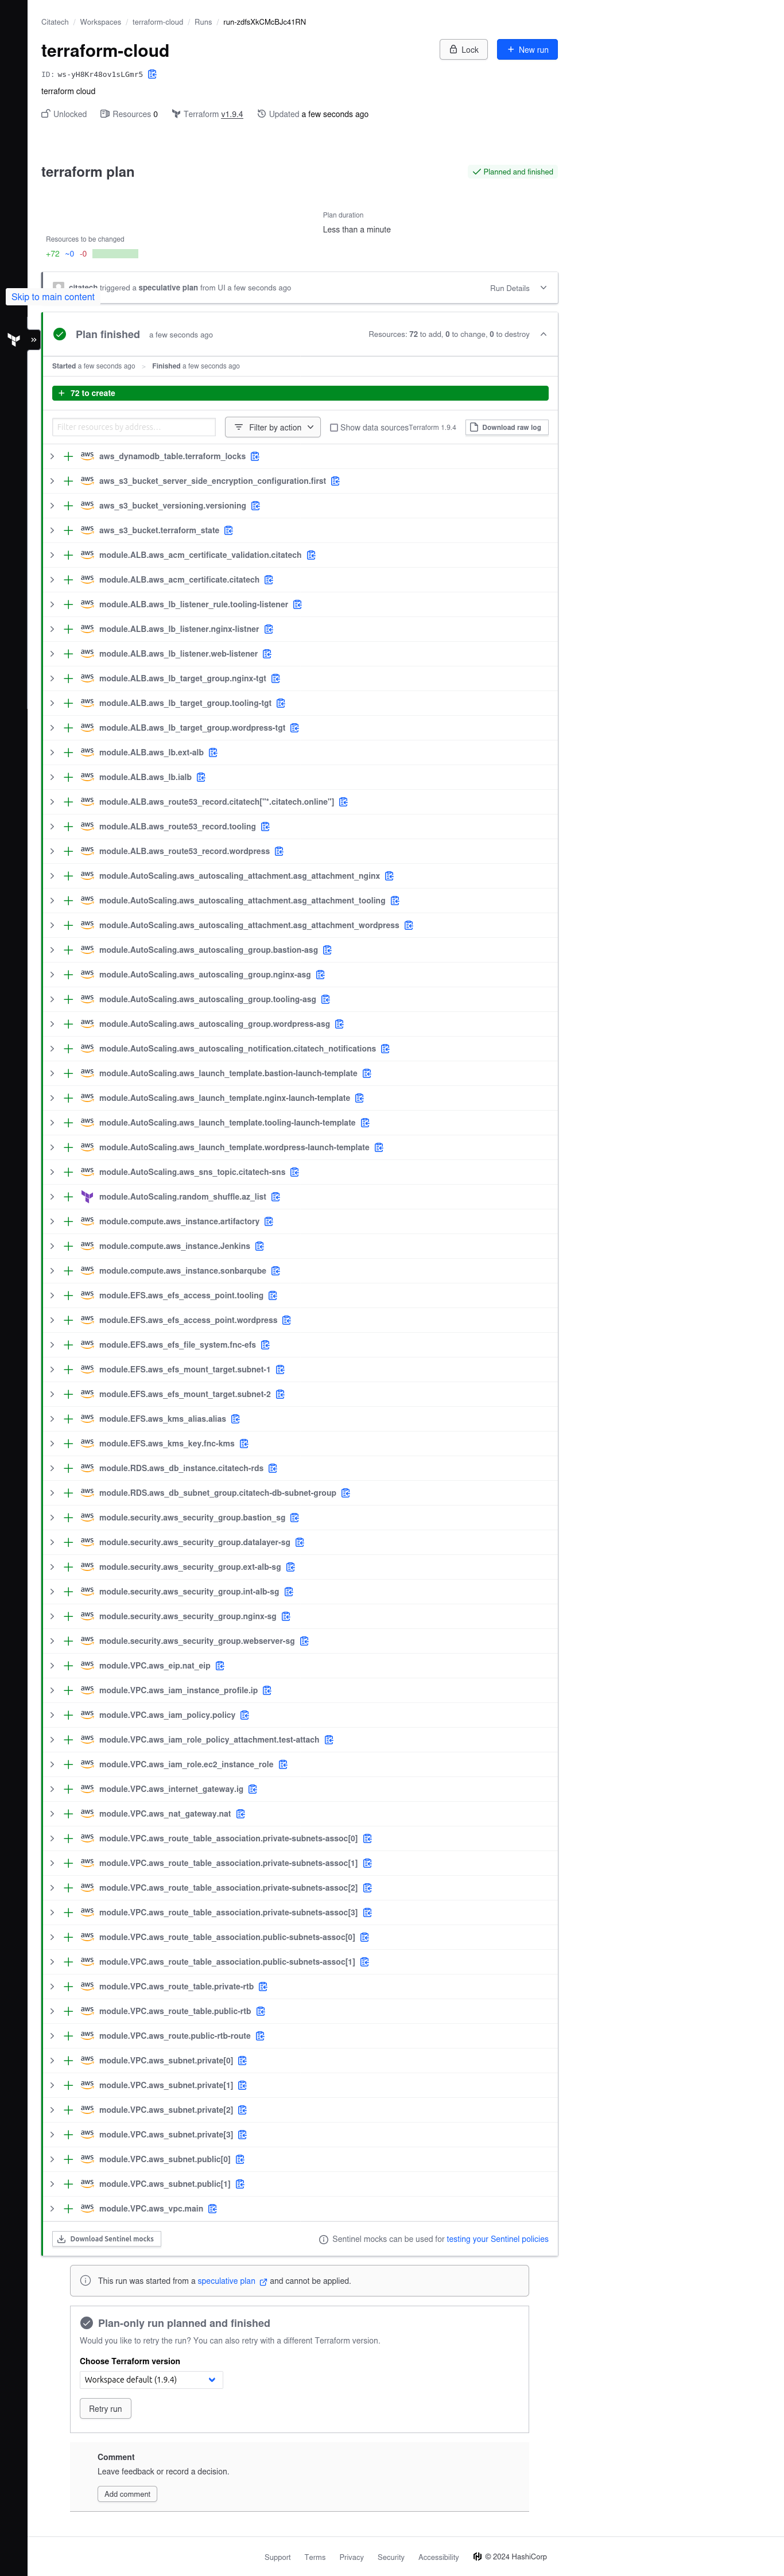 Citatech / Workspaces / terraform-cloud / Runs / run-zdfsXkCMcBJc41RN
terraform-cloud
Lock
New run
ID: ws-yH8Kr48ov1sLGmr5
terraform cloud
Unlocked Resources 0 Terraform v1.9.4 Updated a few seconds ago
terraform plan
Planned and finished
Plan duration
Less than a minute
Resources to be changed
+72 ~0 -0
citatech triggered a speculative plan from UI a few seconds ago
Run Details
Skip to main content
Plan finished a few seconds ago
Resources: 72 to add, 0 to change, 0 to destroy
Started a few seconds ago > Finished a few seconds ago
+ 72 to create
Filter resources by address...
Filter by action
Show data sources
Terraform 1.9.4
Download raw log
aws_dynamodb_table.terraform_locks
aws_s3_bucket_server_side_encryption_configuration.first
aws_s3_bucket_versioning.versioning
aws_s3_bucket.terraform_state
module.ALB.aws_acm_certificate_validation.citatech
module.ALB.aws_acm_certificate.citatech
module.ALB.aws_lb_listener_rule.tooling-listener
module.ALB.aws_lb_listener.nginx-listner
module.ALB.aws_lb_listener.web-listener
module.ALB.aws_lb_target_group.nginx-tgt
module.ALB.aws_lb_target_group.tooling-tgt
module.ALB.aws_lb_target_group.wordpress-tgt
module.ALB.aws_lb.ext-alb
module.ALB.aws_lb.ialb
module.ALB.aws_route53_record.citatech["*.citatech.online"]
module.ALB.aws_route53_record.tooling
module.ALB.aws_route53_record.wordpress
module.AutoScaling.aws_autoscaling_attachment.asg_attachment_nginx
module.AutoScaling.aws_autoscaling_attachment.asg_attachment_tooling
module.AutoScaling.aws_autoscaling_attachment.asg_attachment_wordpress
module.AutoScaling.aws_autoscaling_group.bastion-asg
module.AutoScaling.aws_autoscaling_group.nginx-asg
module.AutoScaling.aws_autoscaling_group.tooling-asg
module.AutoScaling.aws_autoscaling_group.wordpress-asg
module.AutoScaling.aws_autoscaling_notification.citatech_notifications
module.AutoScaling.aws_launch_template.bastion-launch-template
module.AutoScaling.aws_launch_template.nginx-launch-template
module.AutoScaling.aws_launch_template.tooling-launch-template
module.AutoScaling.aws_launch_template.wordpress-launch-template
module.AutoScaling.aws_sns_topic.citatech-sns
module.AutoScaling.random_shuffle.az_list
module.compute.aws_instance.artifactory
module.compute.aws_instance.Jenkins
module.compute.aws_instance.sonbarqube
module.EFS.aws_efs_access_point.tooling
module.EFS.aws_efs_access_point.wordpress
module.EFS.aws_efs_file_system.fnc-efs
module.EFS.aws_efs_mount_target.subnet-1
module.EFS.aws_efs_mount_target.subnet-2
module.EFS.aws_kms_alias.alias
module.EFS.aws_kms_key.fnc-kms
module.RDS.aws_db_instance.citatech-rds
module.RDS.aws_db_subnet_group.citatech-db-subnet-group
module.security.aws_security_group.bastion_sg
module.security.aws_security_group.datalayer-sg
module.security.aws_security_group.ext-alb-sg
module.security.aws_security_group.int-alb-sg
module.security.aws_security_group.nginx-sg
module.security.aws_security_group.webserver-sg
module.VPC.aws_eip.nat_eip
module.VPC.aws_iam_instance_profile.ip
module.VPC.aws_iam_policy.policy
module.VPC.aws_iam_role_policy_attachment.test-attach
module.VPC.aws_iam_role.ec2_instance_role
module.VPC.aws_internet_gateway.ig
module.VPC.aws_nat_gateway.nat
module.VPC.aws_route_table_association.private-subnets-assoc[0]
module.VPC.aws_route_table_association.private-subnets-assoc[1]
module.VPC.aws_route_table_association.private-subnets-assoc[2]
module.VPC.aws_route_table_association.private-subnets-assoc[3]
module.VPC.aws_route_table_association.public-subnets-assoc[0]
module.VPC.aws_route_table_association.public-subnets-assoc[1]
module.VPC.aws_route_table.private-rtb
module.VPC.aws_route_table.public-rtb
module.VPC.aws_route.public-rtb-route
module.VPC.aws_subnet.private[0]
module.VPC.aws_subnet.private[1]
module.VPC.aws_subnet.private[2]
module.VPC.aws_subnet.private[3]
module.VPC.aws_subnet.public[0]
module.VPC.aws_subnet.public[1]
module.VPC.aws_vpc.main
Download Sentinel mocks
Sentinel mocks can be used for testing your Sentinel policies
This run was started from a speculative plan and cannot be applied.
Plan-only run planned and finished
Would you like to retry the run? You can also retry with a different Terraform version.
Choose Terraform version
Workspace default (1.9.4)
Retry run
Comment
Leave feedback or record a decision.
Add comment
Support Terms Privacy Security Accessibility © 2024 HashiCorp